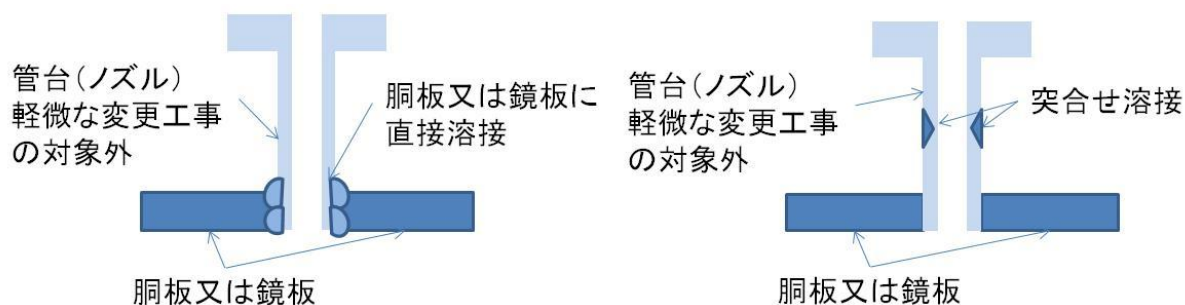 管台(ノズル)
軽微な変更工事
の対象外
胴板又は鏡板に
直接溶接
胴板又は鏡板
管台(ノズル)
軽微な変更工事
の対象外
突合せ溶接
胴板又は鏡板